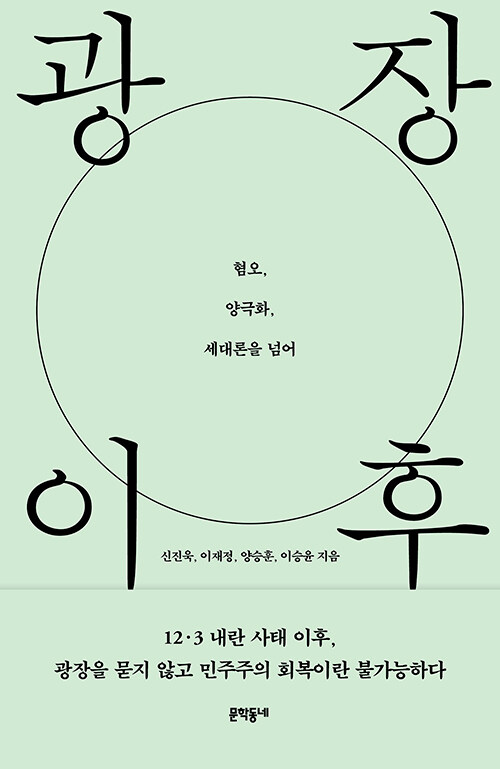 광장
혐오,
양극화,
세대론을 넘어
이후
신진욱, 이재정, 양승훈, 이승윤 지음
12·3 내란 사태 이후,
광장을 묻지 않고 민주주의 회복이란 불가능하다
문학동네